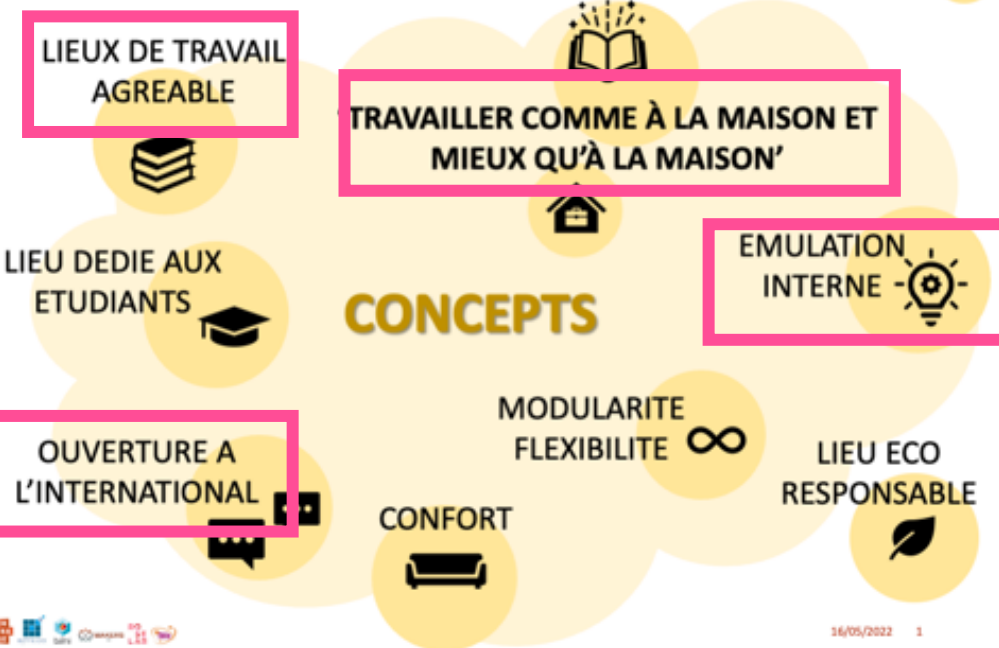 LIEUX DE TRAVAIL
AGREABLE
TRAVAILLER COMME À LA MAISON ET
MIEUX QU'À LA MAISON’
EMULATION
INTERNE
LIEU DEDIE AUX
ETUDIANTS
CONCEPTS
MODULARITE
FLEXIBILITE
OUVERTURE A
L'INTERNATIONAL
LIEU ECO
RESPONSABLE
CONFORT
16/05/2022 1